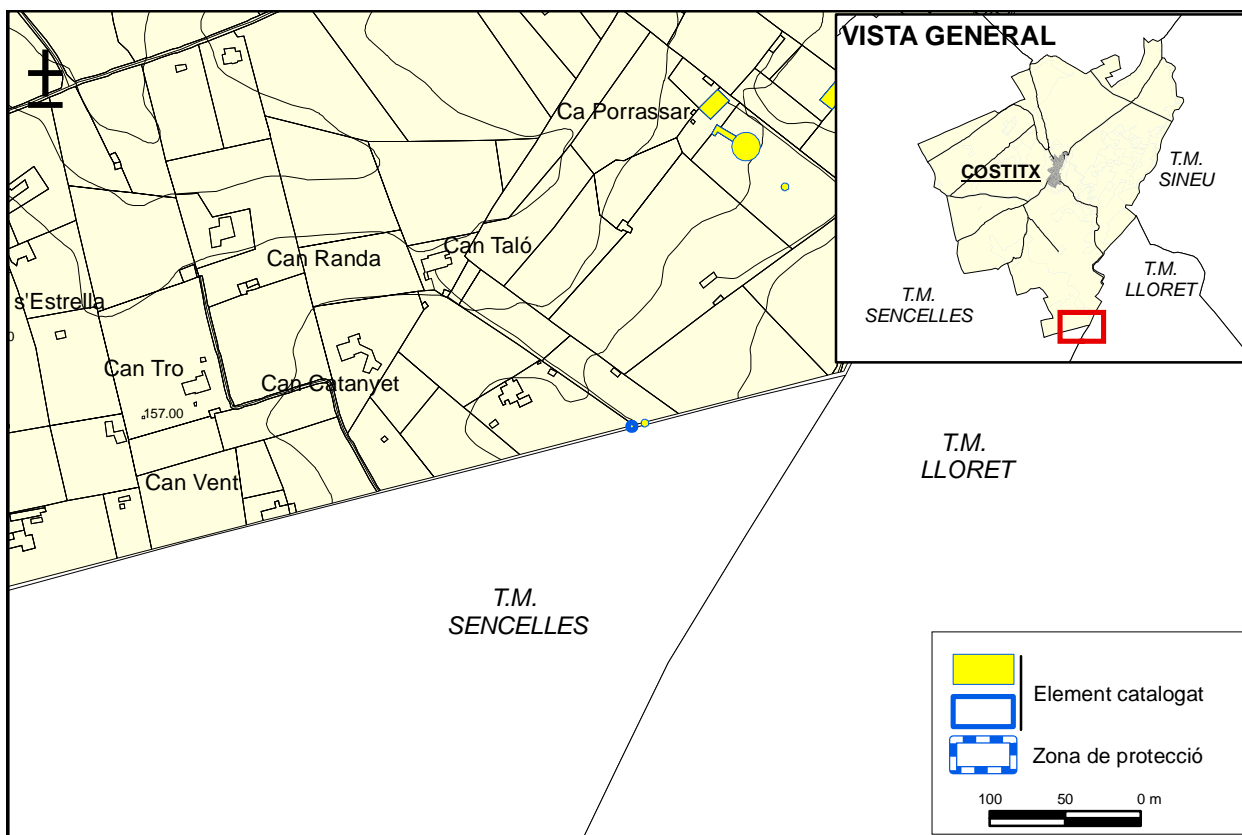 VISTA GENERAL
COSTITX
T.M.
SINEU
T.M.
LLORET
T.M.
SENCELLES
Ca Porrassar
Can Taló
Can Randa
s'Estrella
Can Tro
Can Catanyet
157.00
Can Vent
T.M.
LLORET
T.M.
SENCELLES
Element catalogat
Zona de protecció
100 50 0 m